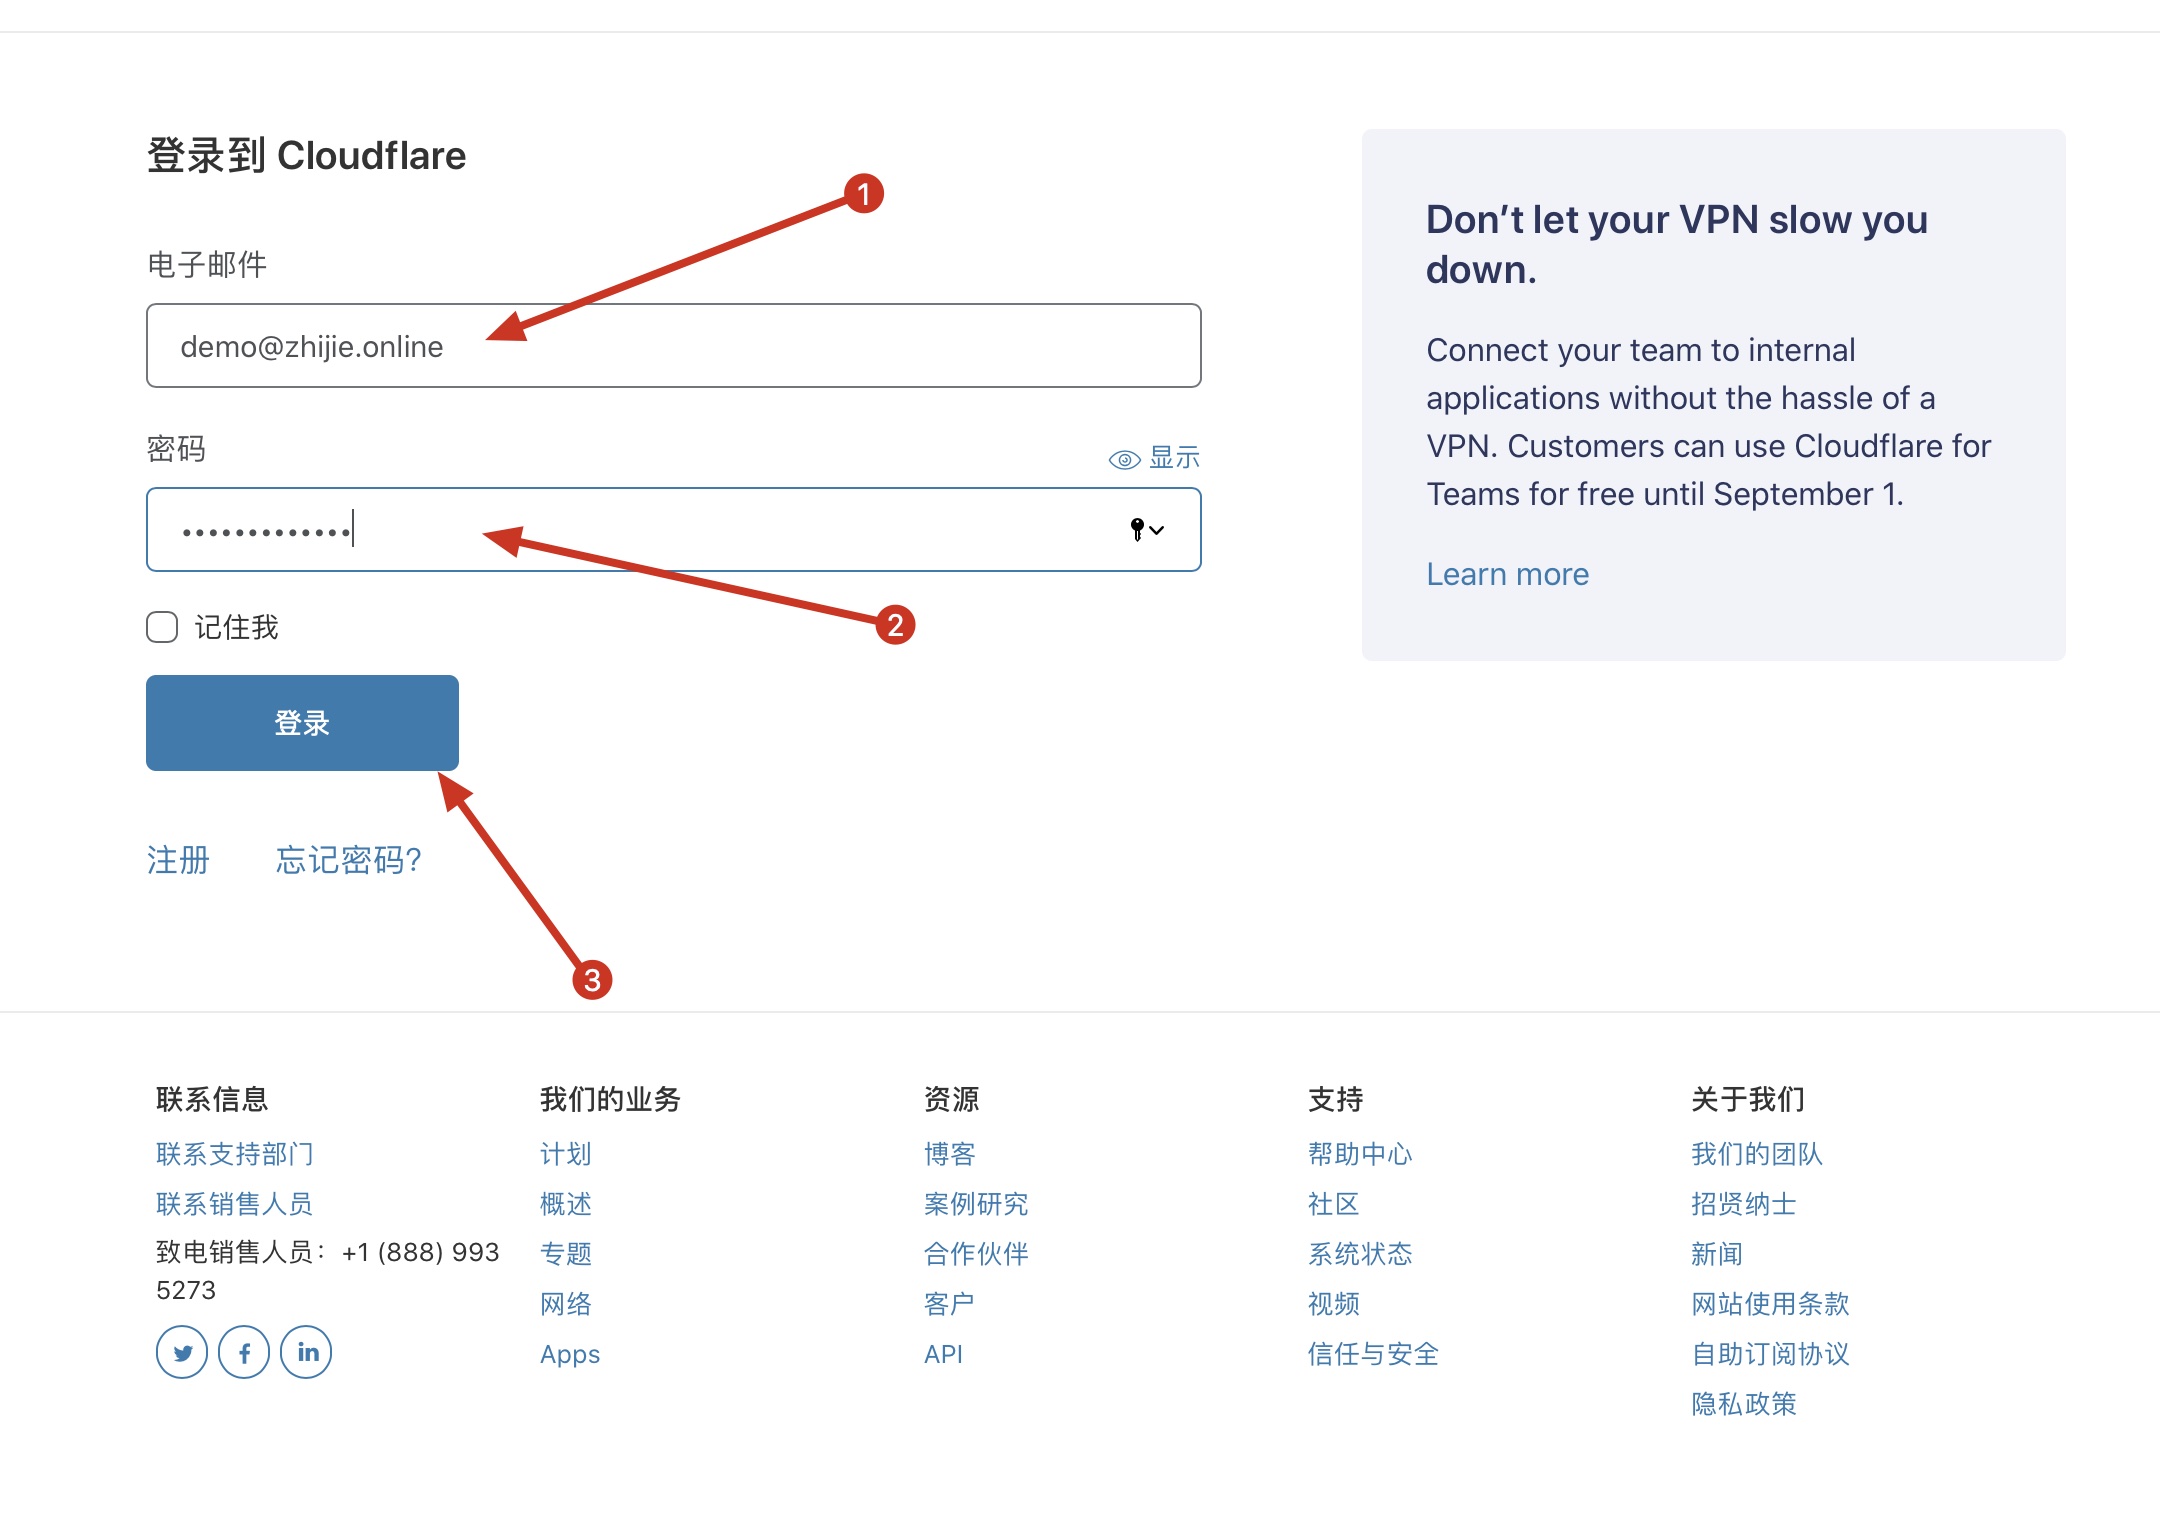 登录到 Cloudflare
1
电子邮件
demo@zhijie.online
密码
显示
•••••••••••••
2
记住我
登录
注册
忘记密码?
3
Don’t let your VPN slow you
down.
Connect your team to internal
applications without the hassle of a
VPN. Customers can use Cloudflare for
Teams for free until September 1.
Learn more
联系信息
联系支持部门
联系销售人员
致电销售人员：+1 (888) 993
5273
我们的业务
计划
概述
专题
网络
Apps
资源
博客
案例研究
合作伙伴
客户
API
支持
帮助中心
社区
系统状态
视频
信任与安全
关于我们
我们的团队
招贤纳士
新闻
网站使用条款
自助订阅协议
隐私政策